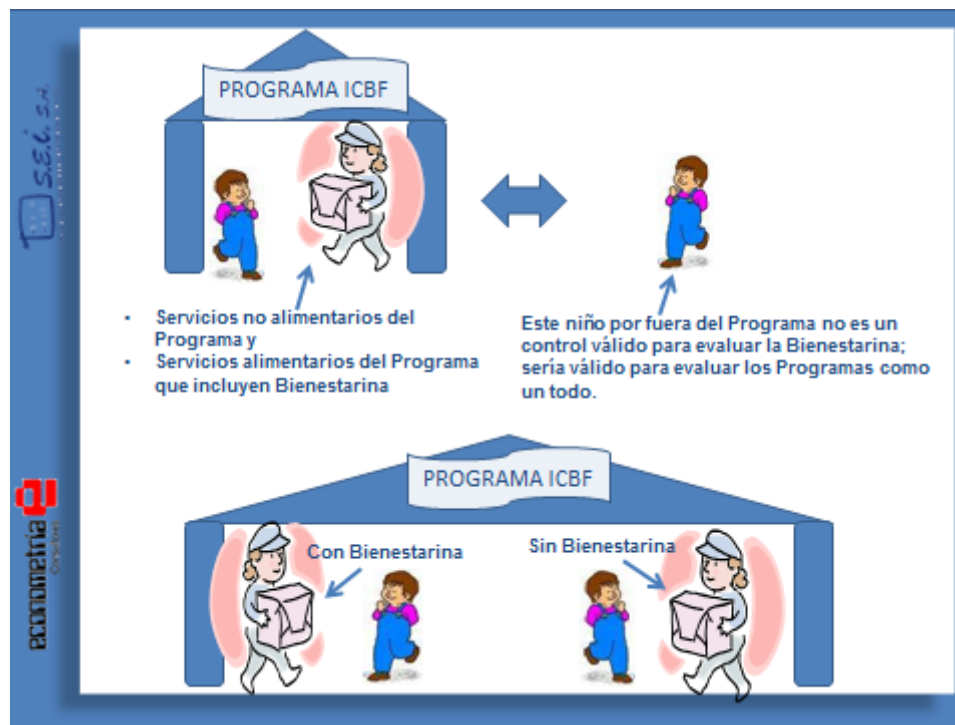 PROGRAMA ICBF
• Servicios no alimentarios del
Programa y
• Servicios alimentarios del Programa
que incluyen Bienestarina
Este niño por fuera del Programa no es un
control válido para evaluar la Bienestarina;
sería válido para evaluar los Programas como
un todo.
PROGRAMA ICBF
Con Bienestarina
Sin Bienestarina
S.E.i. S.A.
econometría
Consultores